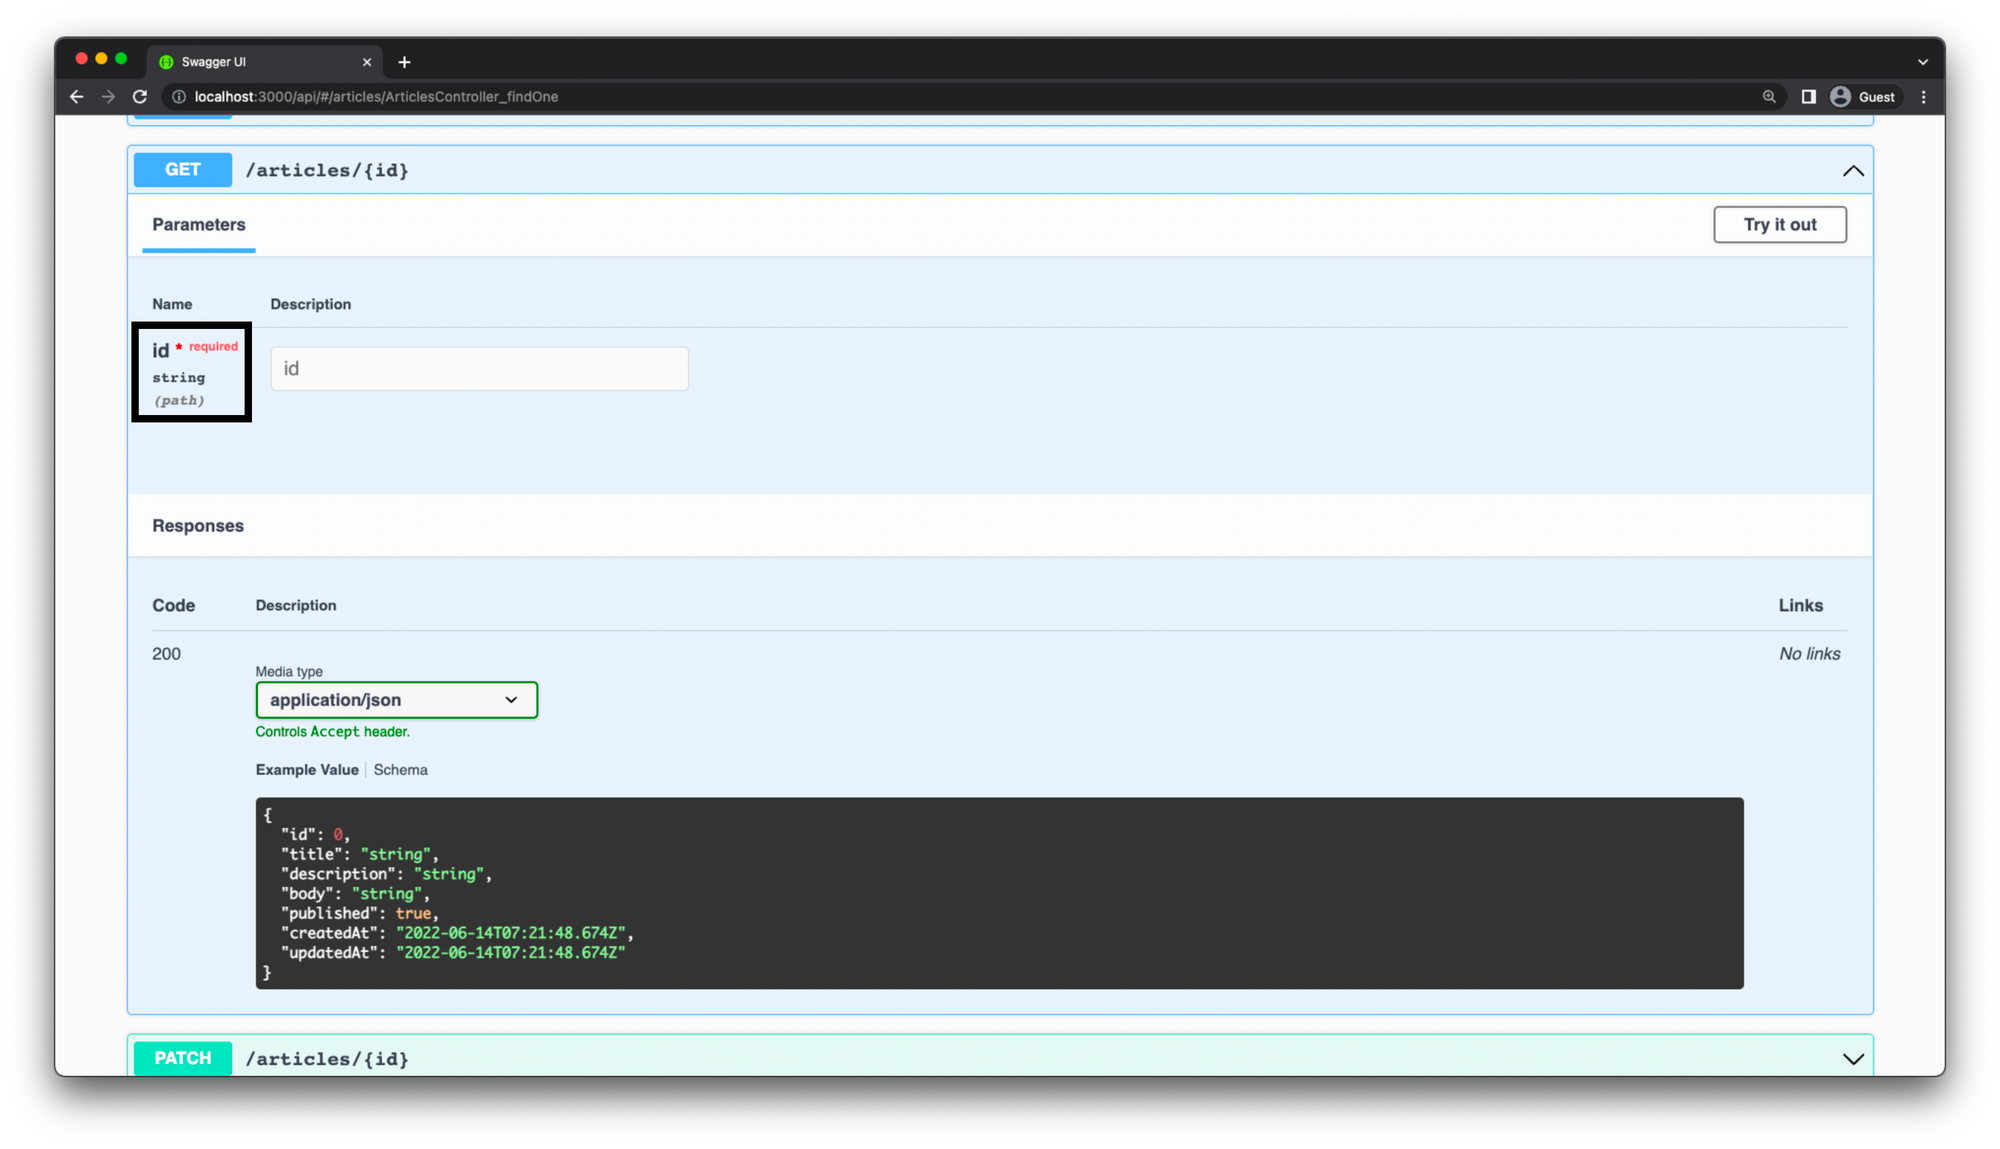 Swagger UI
localhost:3000/api/#/articles/ArticlesController_findOne
Guest
GET /articles/{id}
Parameters
Try it out
Name Description
id * required
string
(path)
id
Responses
Code Description Links
200 No links
Media type
application/json
Controls Accept header.
Example Value Schema
{
"id": 0,
"title": "string",
"description": "string",
"body": "string",
"published": true,
"createdAt": "2022-06-14T07:21:48.674Z",
"updatedAt": "2022-06-14T07:21:48.674Z"
}
PATCH /articles/{id}